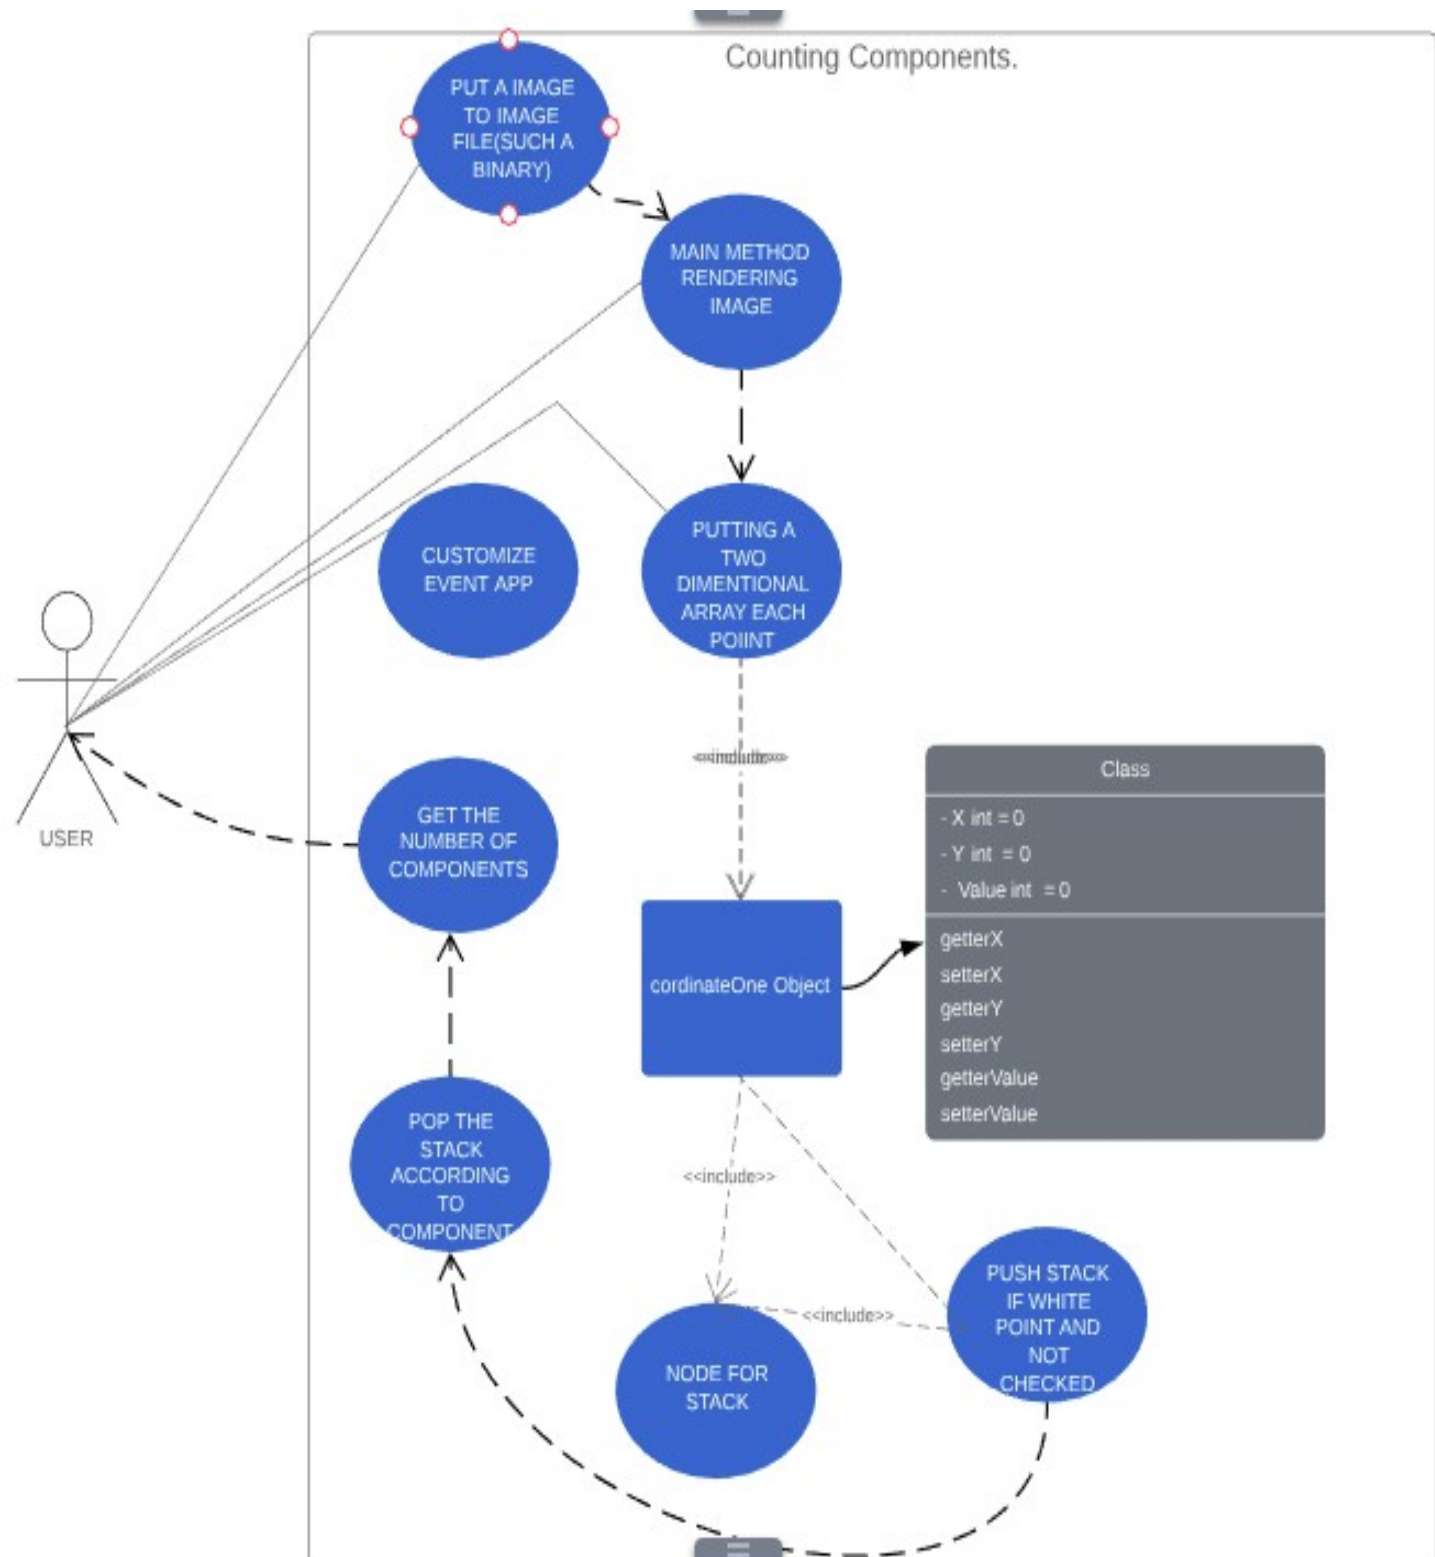 Counting Components.
PUT A IMAGE
TO IMAGE
FILE(SUCH A
BINARY)
MAIN METHOD
RENDERING
IMAGE
CUSTOMIZE
EVENT APP
PUTTING A
TWO
DIMENTIONAL
ARRAY EACH
POIINT
USER
<<include>>
GET THE
NUMBER OF
COMPONENTS
Class
- X int = 0
- Y int = 0
- Value int = 0
getterX
setterX
getterY
setterY
getterValue
setterValue
cordinateOne Object
POP THE
STACK
ACCORDING
TO
COMPONENT
<<include>>
<<include>>
PUSH STACK
IF WHITE
POINT AND
NOT
CHECKED
NODE FOR
STACK